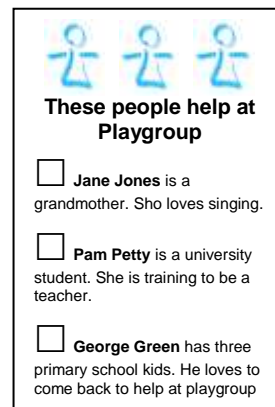 These people help at
Playgroup
Jane Jones is a
grandmother. Sho loves singing.
Pam Petty is a university
student. She is training to be a
teacher.
George Green has three
primary school kids. He loves to
come back to help at playgroup